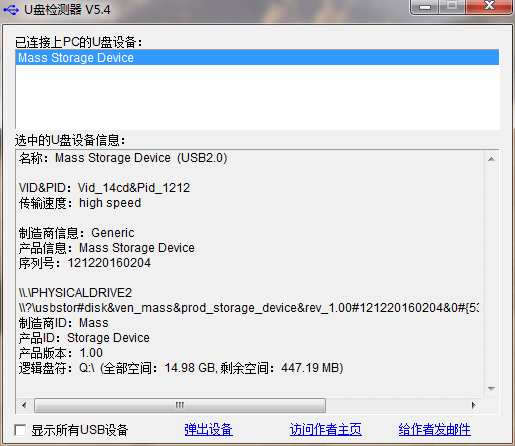 U盘检测器 V5.4
已连接上PC的U盘设备:
Mass Storage Device
选中的U盘设备信息:
名称：Mass Storage Device (USB2.0)
VID&PID：Vid_14cd&Pid_1212
传输速度：high speed
制造商信息：Generic
产品信息：Mass Storage Device
序列号：121220160204
\\.\PHYSICALDRIVE2
\\?\usbstor#disk&ven_mass&prod_storage_device&rev_1.00#121220160204&0#{53
制造商ID：Mass
产品ID：Storage Device
产品版本：1.00
逻辑盘符：Q:\ (全部空间：14.98 GB, 剩余空间：447.19 MB)
显示所有USB设备
弹出设备
访问作者主页
给作者发邮件